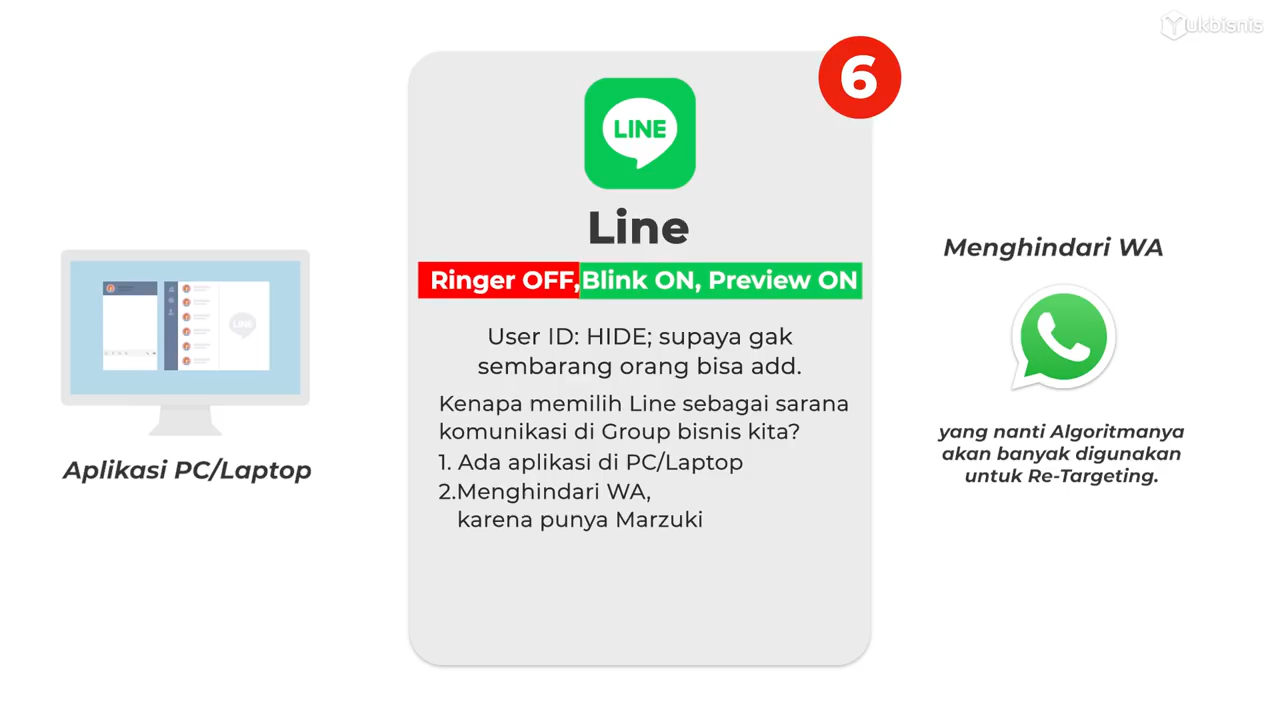 Yukbisnis
6
LINE
Line
Ringer OFF, Blink ON, Preview ON
User ID: HIDE; supaya gak
sembarang orang bisa add.
Kenapa memilih Line sebagai sarana
komunikasi di Group bisnis kita?
1. Ada aplikasi di PC/Laptop
2.Menghindari WA,
karena punya Marzuki
LINE
Aplikasi PC/Laptop
Menghindari WA
yang nanti Algoritmanya
akan banyak digunakan
untuk Re-Targeting.